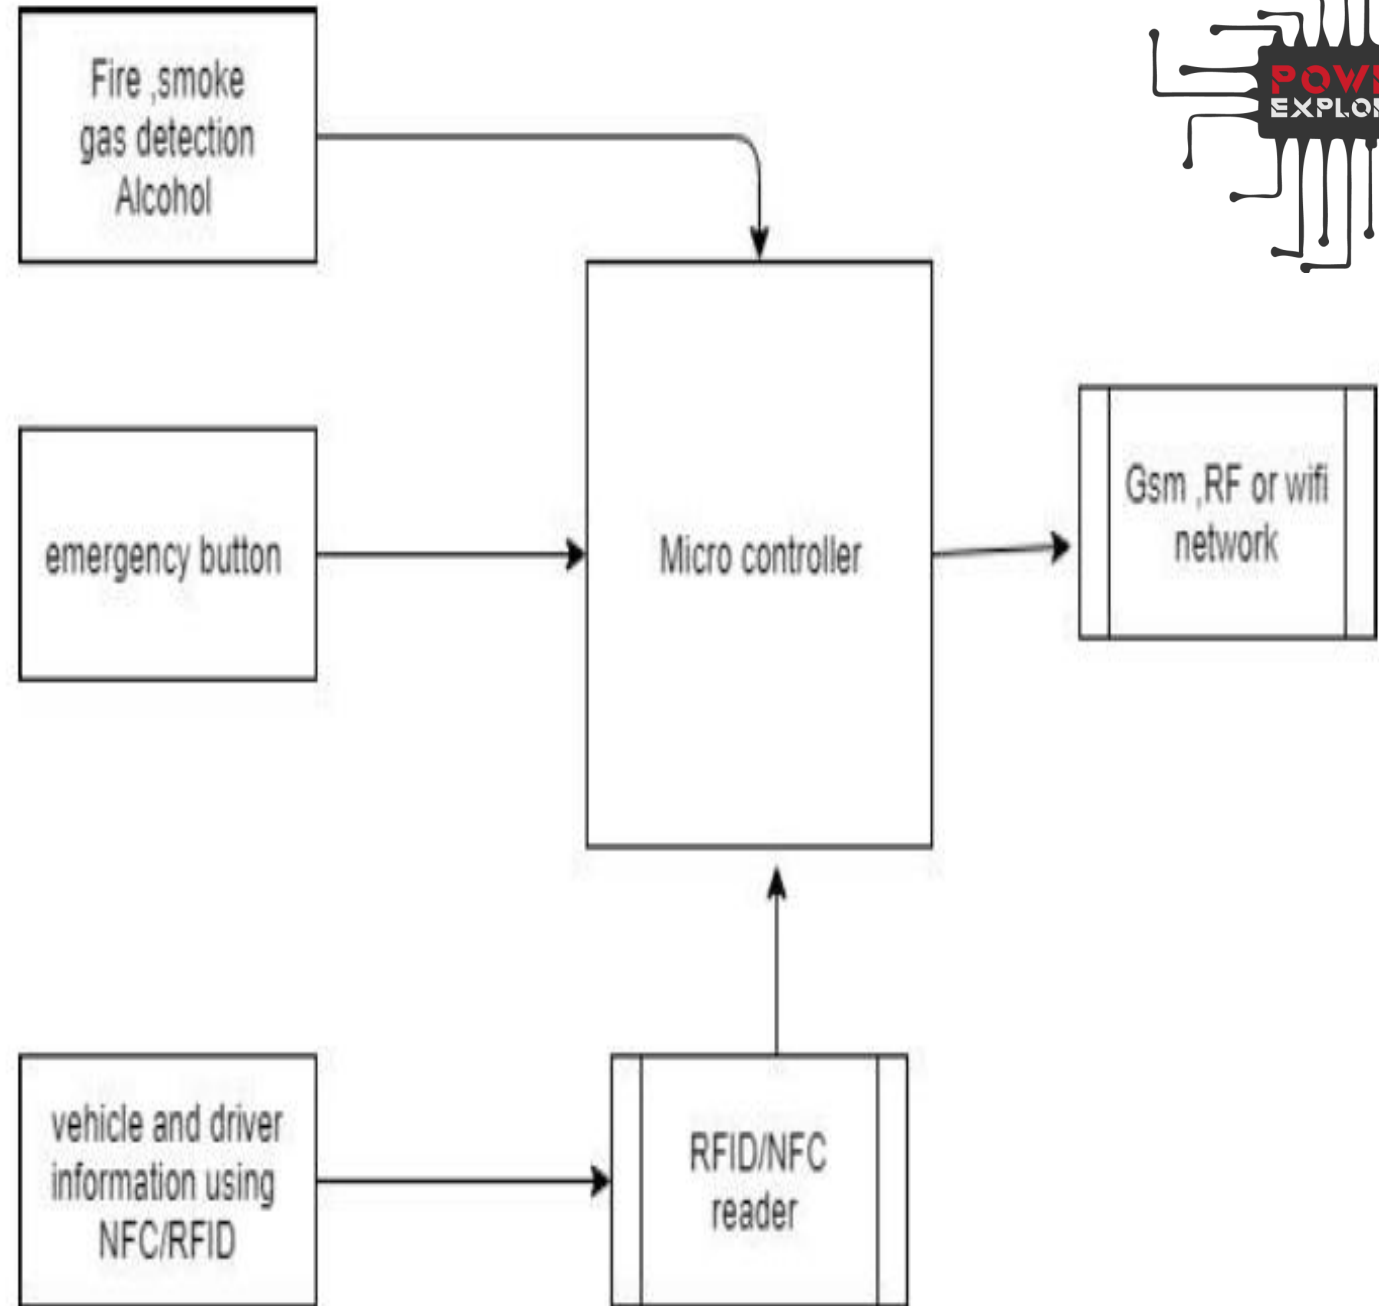 Fire ,smoke
gas detection
Alcohol
emergency button
Micro controller
Gsm ,RF or wifi
network
vehicle and driver
information using
NFC/RFID
RFID/NFC
reader